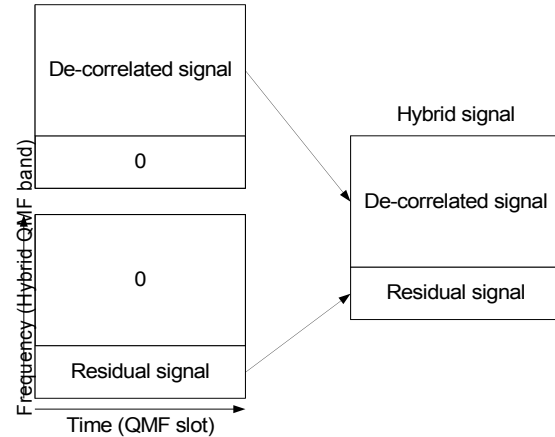 De-correlated signal
0
Hybrid signal
De-correlated signal
0
Residual signal
Residual signal
Frequency (Hybrid QMF band)
Time (QMF slot)